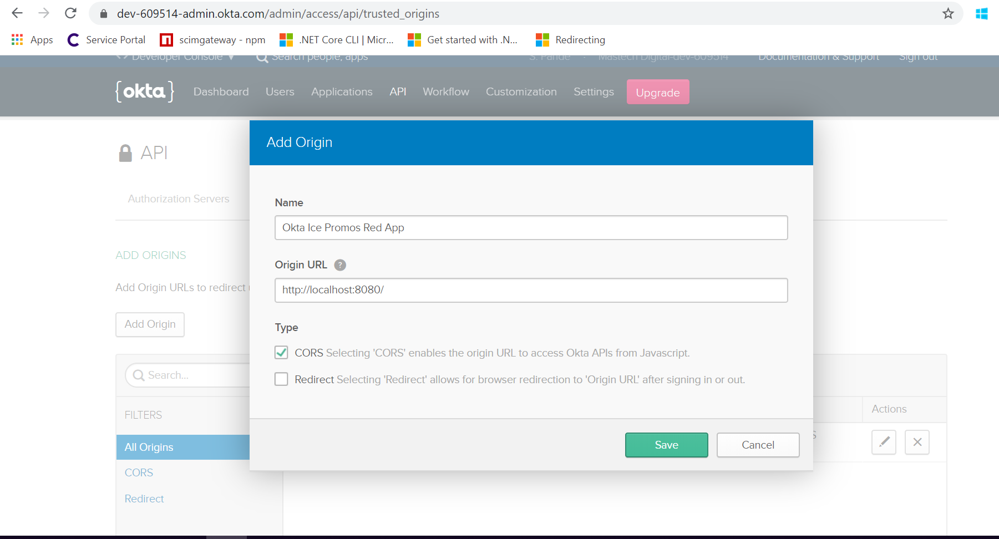 dev-609514-admin.okta.com/admin/access/api/trusted_origins
Apps Service Portal scimgateway - npm .NET Core CLI | Micr... Get started with .N... Redirecting
Developer Console Search people, apps S. Pande Mastech Digital-dev-609514 Documentation & Support Sign out
{okta} Dashboard Users Applications API Workflow Customization Settings Upgrade
Add Origin
API
Name
Authorization Servers
Okta Ice Promos Red App
ADD ORIGINS
Origin URL ?
Add Origin URLs to redirect
http://localhost:8080/
Add Origin
Type
CORS Selecting 'CORS' enables the origin URL to access Okta APIs from Javascript.
Search...
Redirect Selecting 'Redirect' allows for browser redirection to 'Origin URL' after signing in or out.
Actions
FILTERS
Save Cancel
All Origins
CORS
Redirect